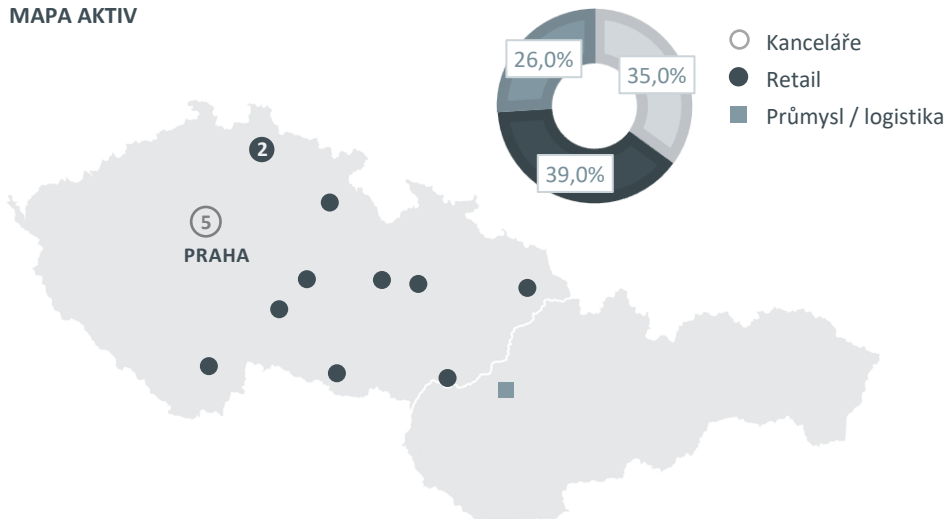 MAPA AKTIV
26,0%
35,0%
39,0%
Kanceláře
Retail
Průmysl / logistika
2
5
PRAHA